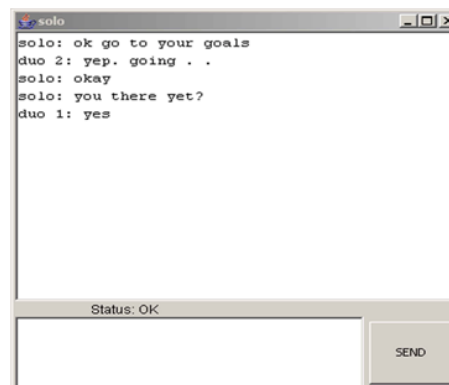 solo
solo: ok go to your goals
duo 2: yep. going . .
solo: okay
solo: you there yet?
duo 1: yes
Status: OK
SEND